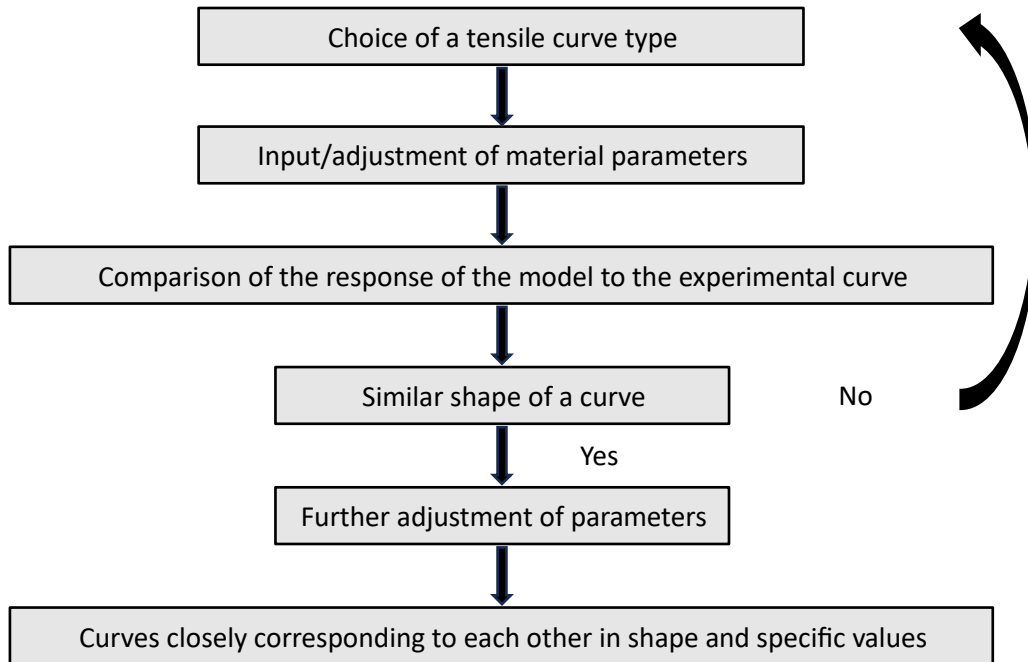 Choice of a tensile curve type
Input/adjustment of material parameters
Comparison of the response of the model to the experimental curve
Similar shape of a curve
No
Yes
Further adjustment of parameters
Curves closely corresponding to each other in shape and specific values